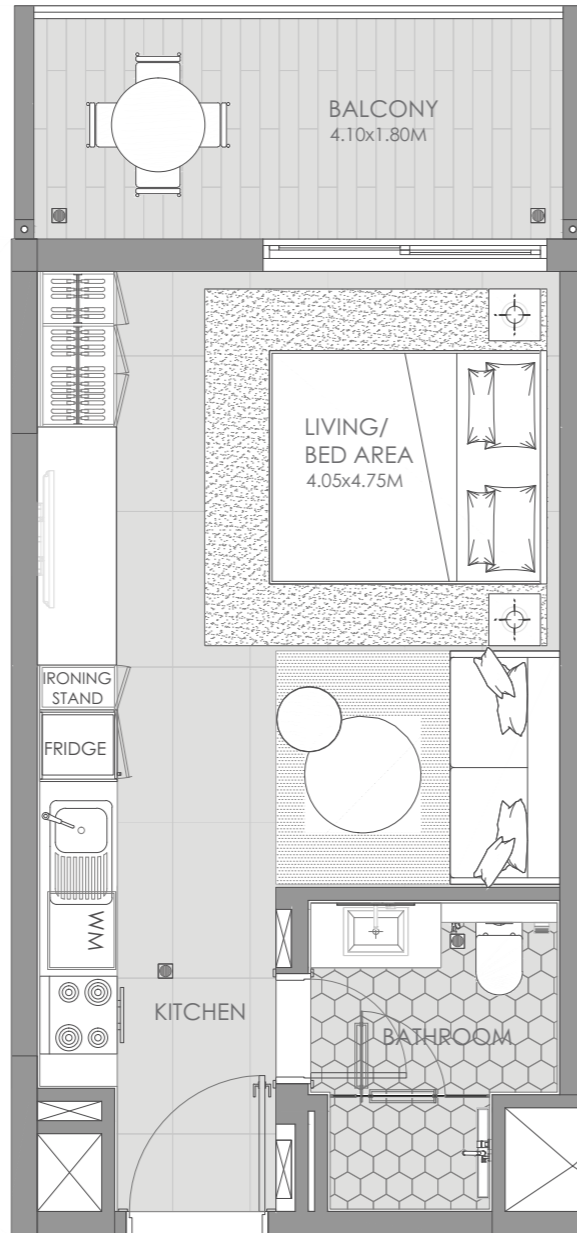 BALCONY
4.10x1.80M
LIVING/
BED AREA
4.05x4.75M
IRONING
STAND
FRIDGE
WM
KITCHEN
BATHROOM